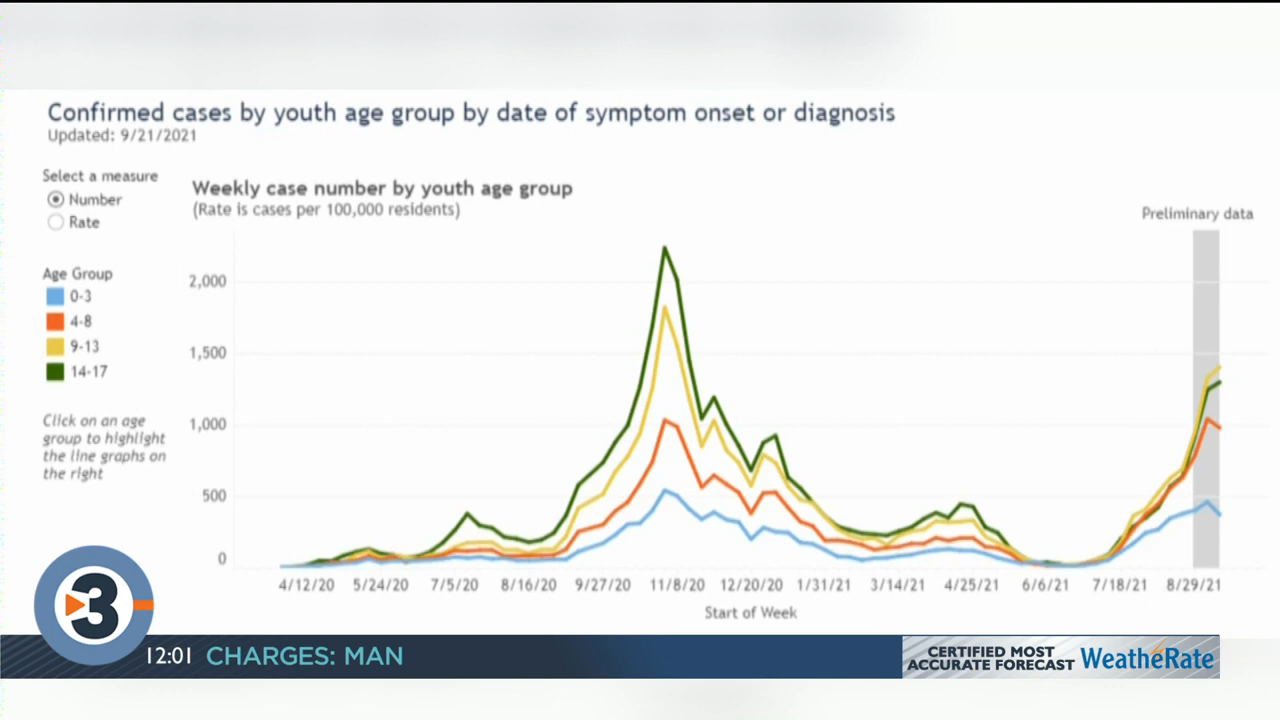 Confirmed cases by youth age group by date of symptom onset or diagnosis
Updated: 9/21/2021
Select a measure
Number
Rate
Weekly case number by youth age group
(Rate is cases per 100,000 residents)
Preliminary data
Age Group
0-3
4-8
9-13
14-17
Click on an age
group to highlight
the line graphs on
the right
2,000
1,500
1,000
500
0
4/12/20 5/24/20 7/5/20 8/16/20 9/27/20 11/8/20 12/20/20 1/31/21 3/14/21 4/25/21 6/6/21 7/18/21 8/29/21
Start of Week
3
12:01 CHARGES: MAN
CERTIFIED MOST
ACCURATE FORECAST
WeatheRate